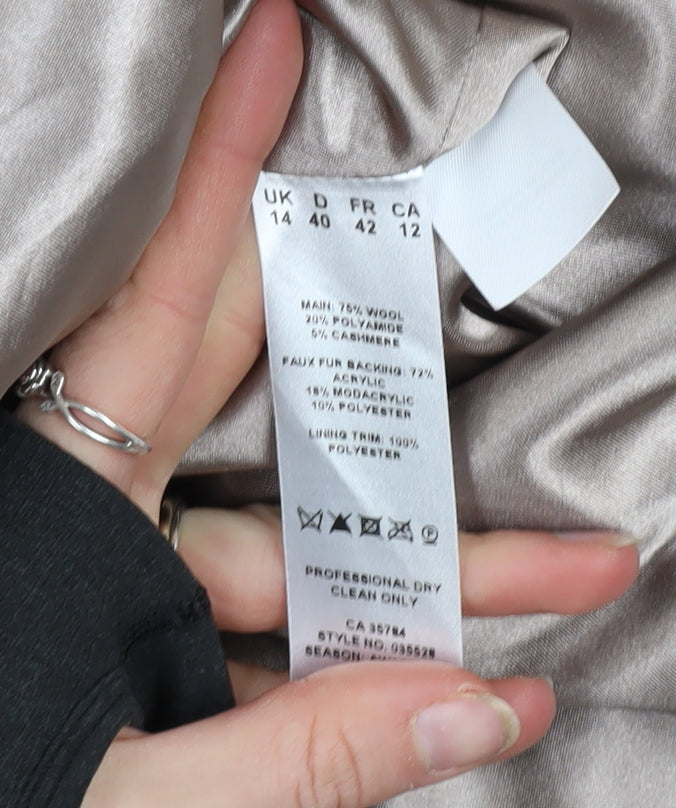 UK D FR CA
14 40 42 12
MAIN: 75% WOOL
20% POLYAMIDE
5% CASHMERE
FAUX FUR BACKING: 72%
ACRYLIC
18% MODACRYLIC
10% POLYESTER
LINING TRIM: 100%
POLYESTER
P
PROFESSIONAL DRY
CLEAN ONLY
CA 35784
STYLE NO. 035528
SEASON: